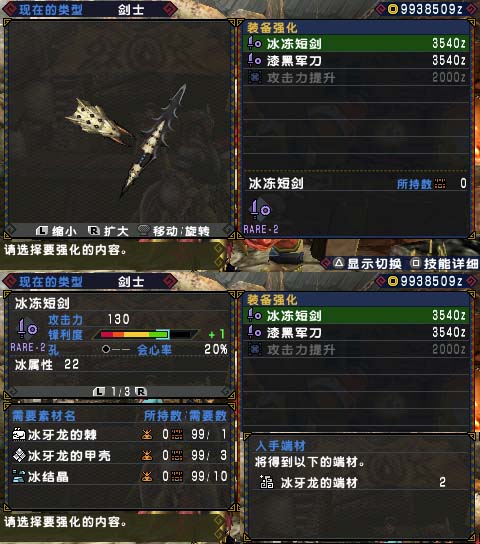 现在的类型 剑士
9938509z
装备强化
冰冻短剑 3540z
漆黑军刀 3540z
攻击力提升 2000z
冰冻短剑 所持数 0
RARE-2
L 缩小 R 扩大 移动/旋转
请选择要强化的内容。
△显示切换 □技能详细
现在的类型 剑士
9938509z
冰冻短剑
攻击力 130
锋利度 +1
RARE-2 孔 ●—— 会心率 20%
冰属性 22
L 1/3 R
需要素材名 所持数/需要数
冰牙龙的棘 0 99/ 1
冰牙龙的甲壳 0 99/ 3
冰结晶 0 99/10
请选择要强化的内容。
装备强化
冰冻短剑 3540z
漆黑军刀 3540z
攻击力提升 2000z
入手端材
将得到以下的端材。
冰牙龙的端材 2